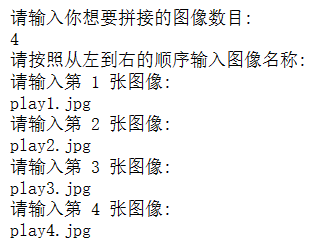 请输入你想要拼接的图像数目:
4
请按照从左到右的顺序输入图像名称:
请输入第 1 张图像:
play1.jpg
请输入第 2 张图像:
play2.jpg
请输入第 3 张图像:
play3.jpg
请输入第 4 张图像:
play4.jpg